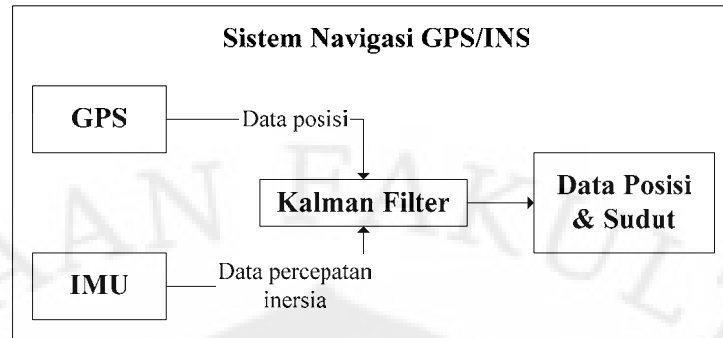 Sistem Navigasi GPS/INS
GPS
Data posisi
Kalman Filter
Data Posisi
& Sudut
IMU
Data percepatan
inersia